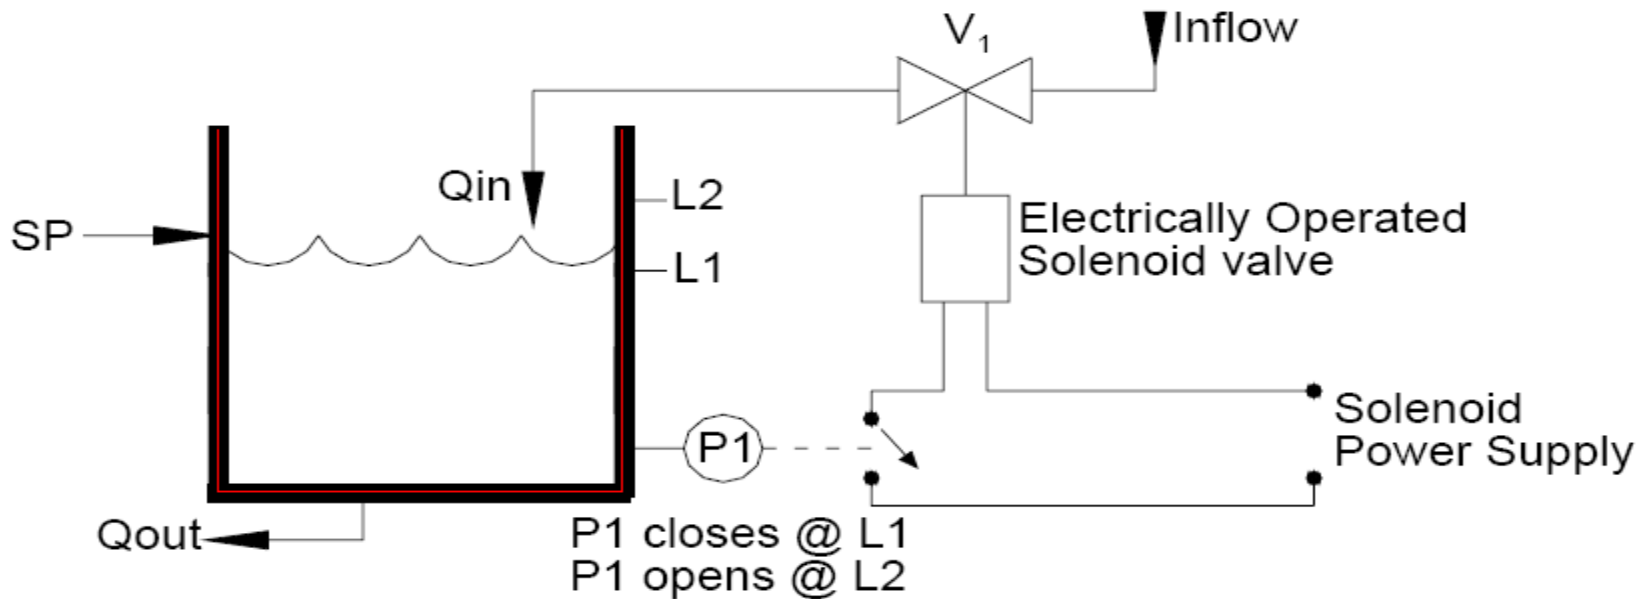 V1
Inflow
Qin
L2
SP
L1
Electrically Operated
Solenoid valve
P1
Solenoid
Power Supply
Qout
P1 closes @ L1
P1 opens @ L2